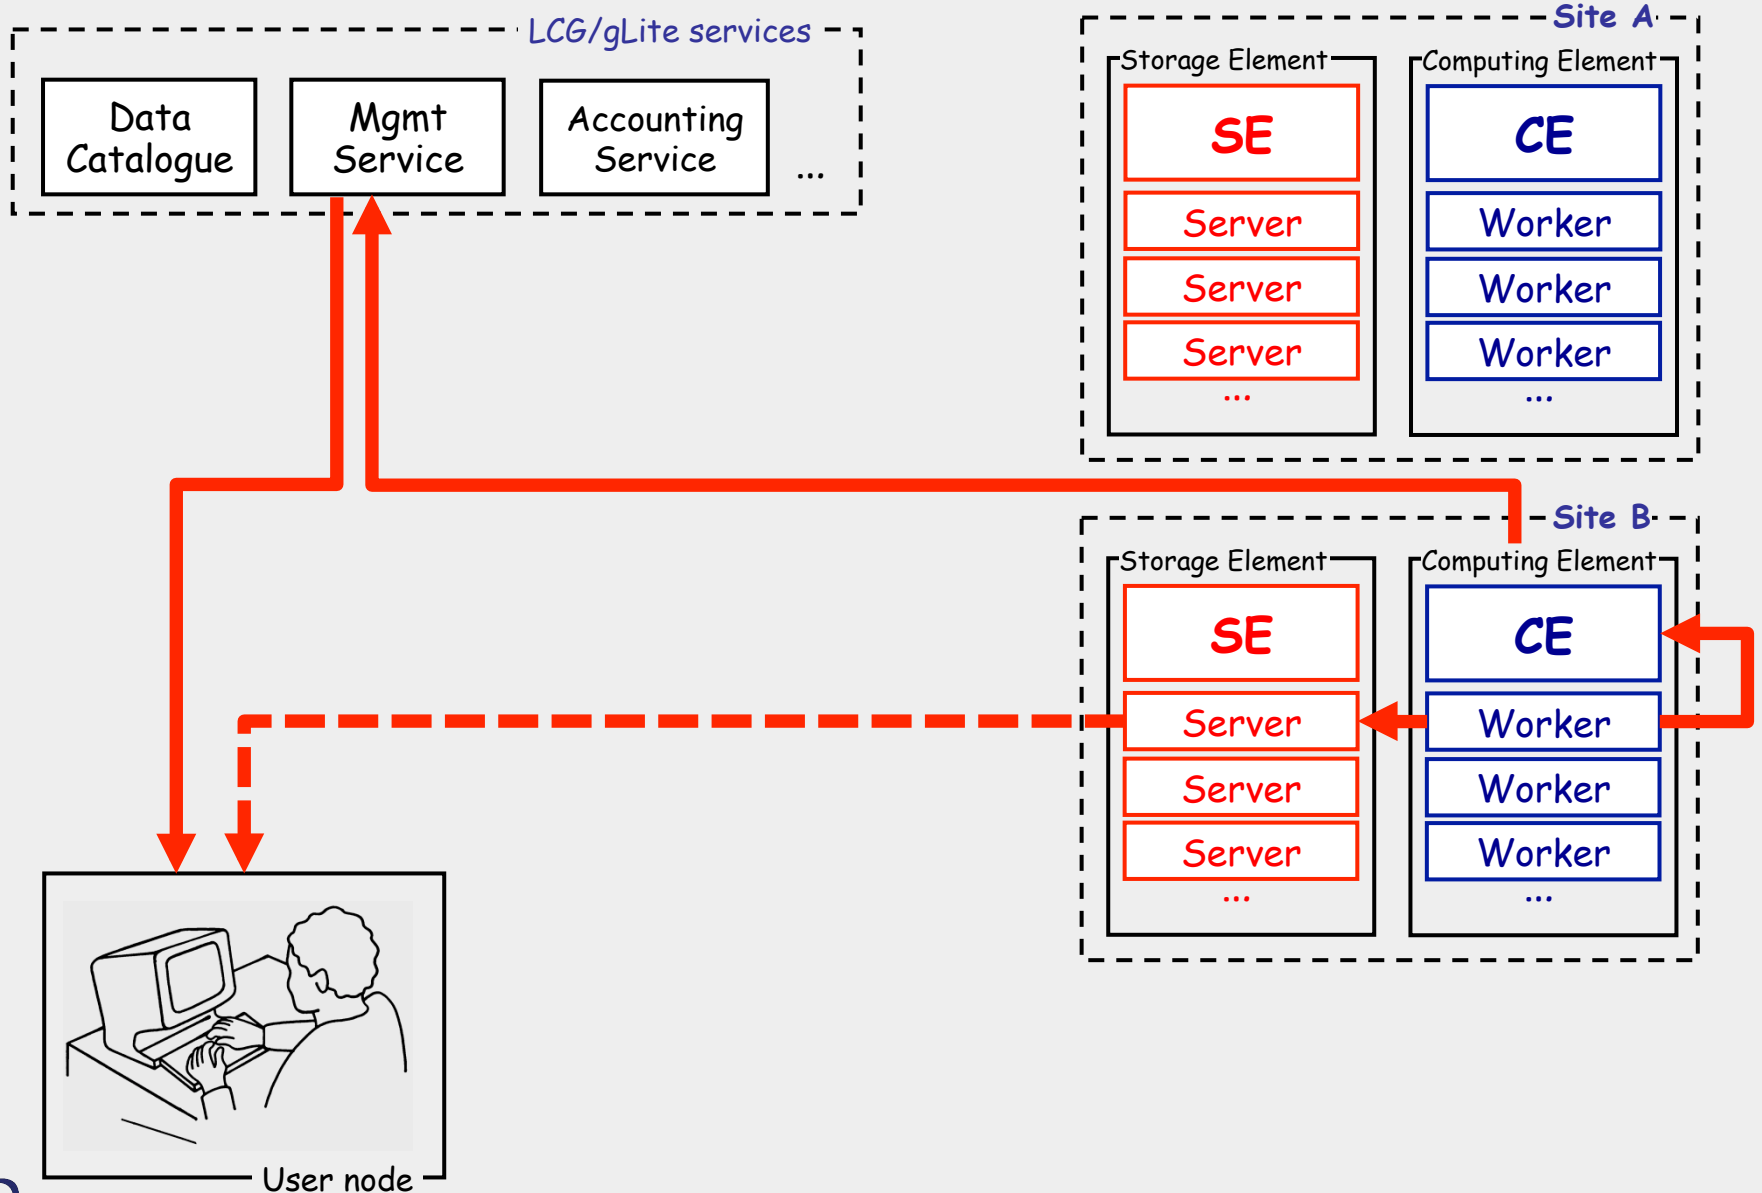 LCG/gLite services
Data
Catalogue
Mgmt
Service
Accounting
Service
...
Site A
Storage Element
SE
Server
Server
Server
...
Computing Element
CE
Worker
Worker
Worker
...
Site B
Storage Element
SE
Server
Server
Server
...
Computing Element
CE
Worker
Worker
Worker
...
User node